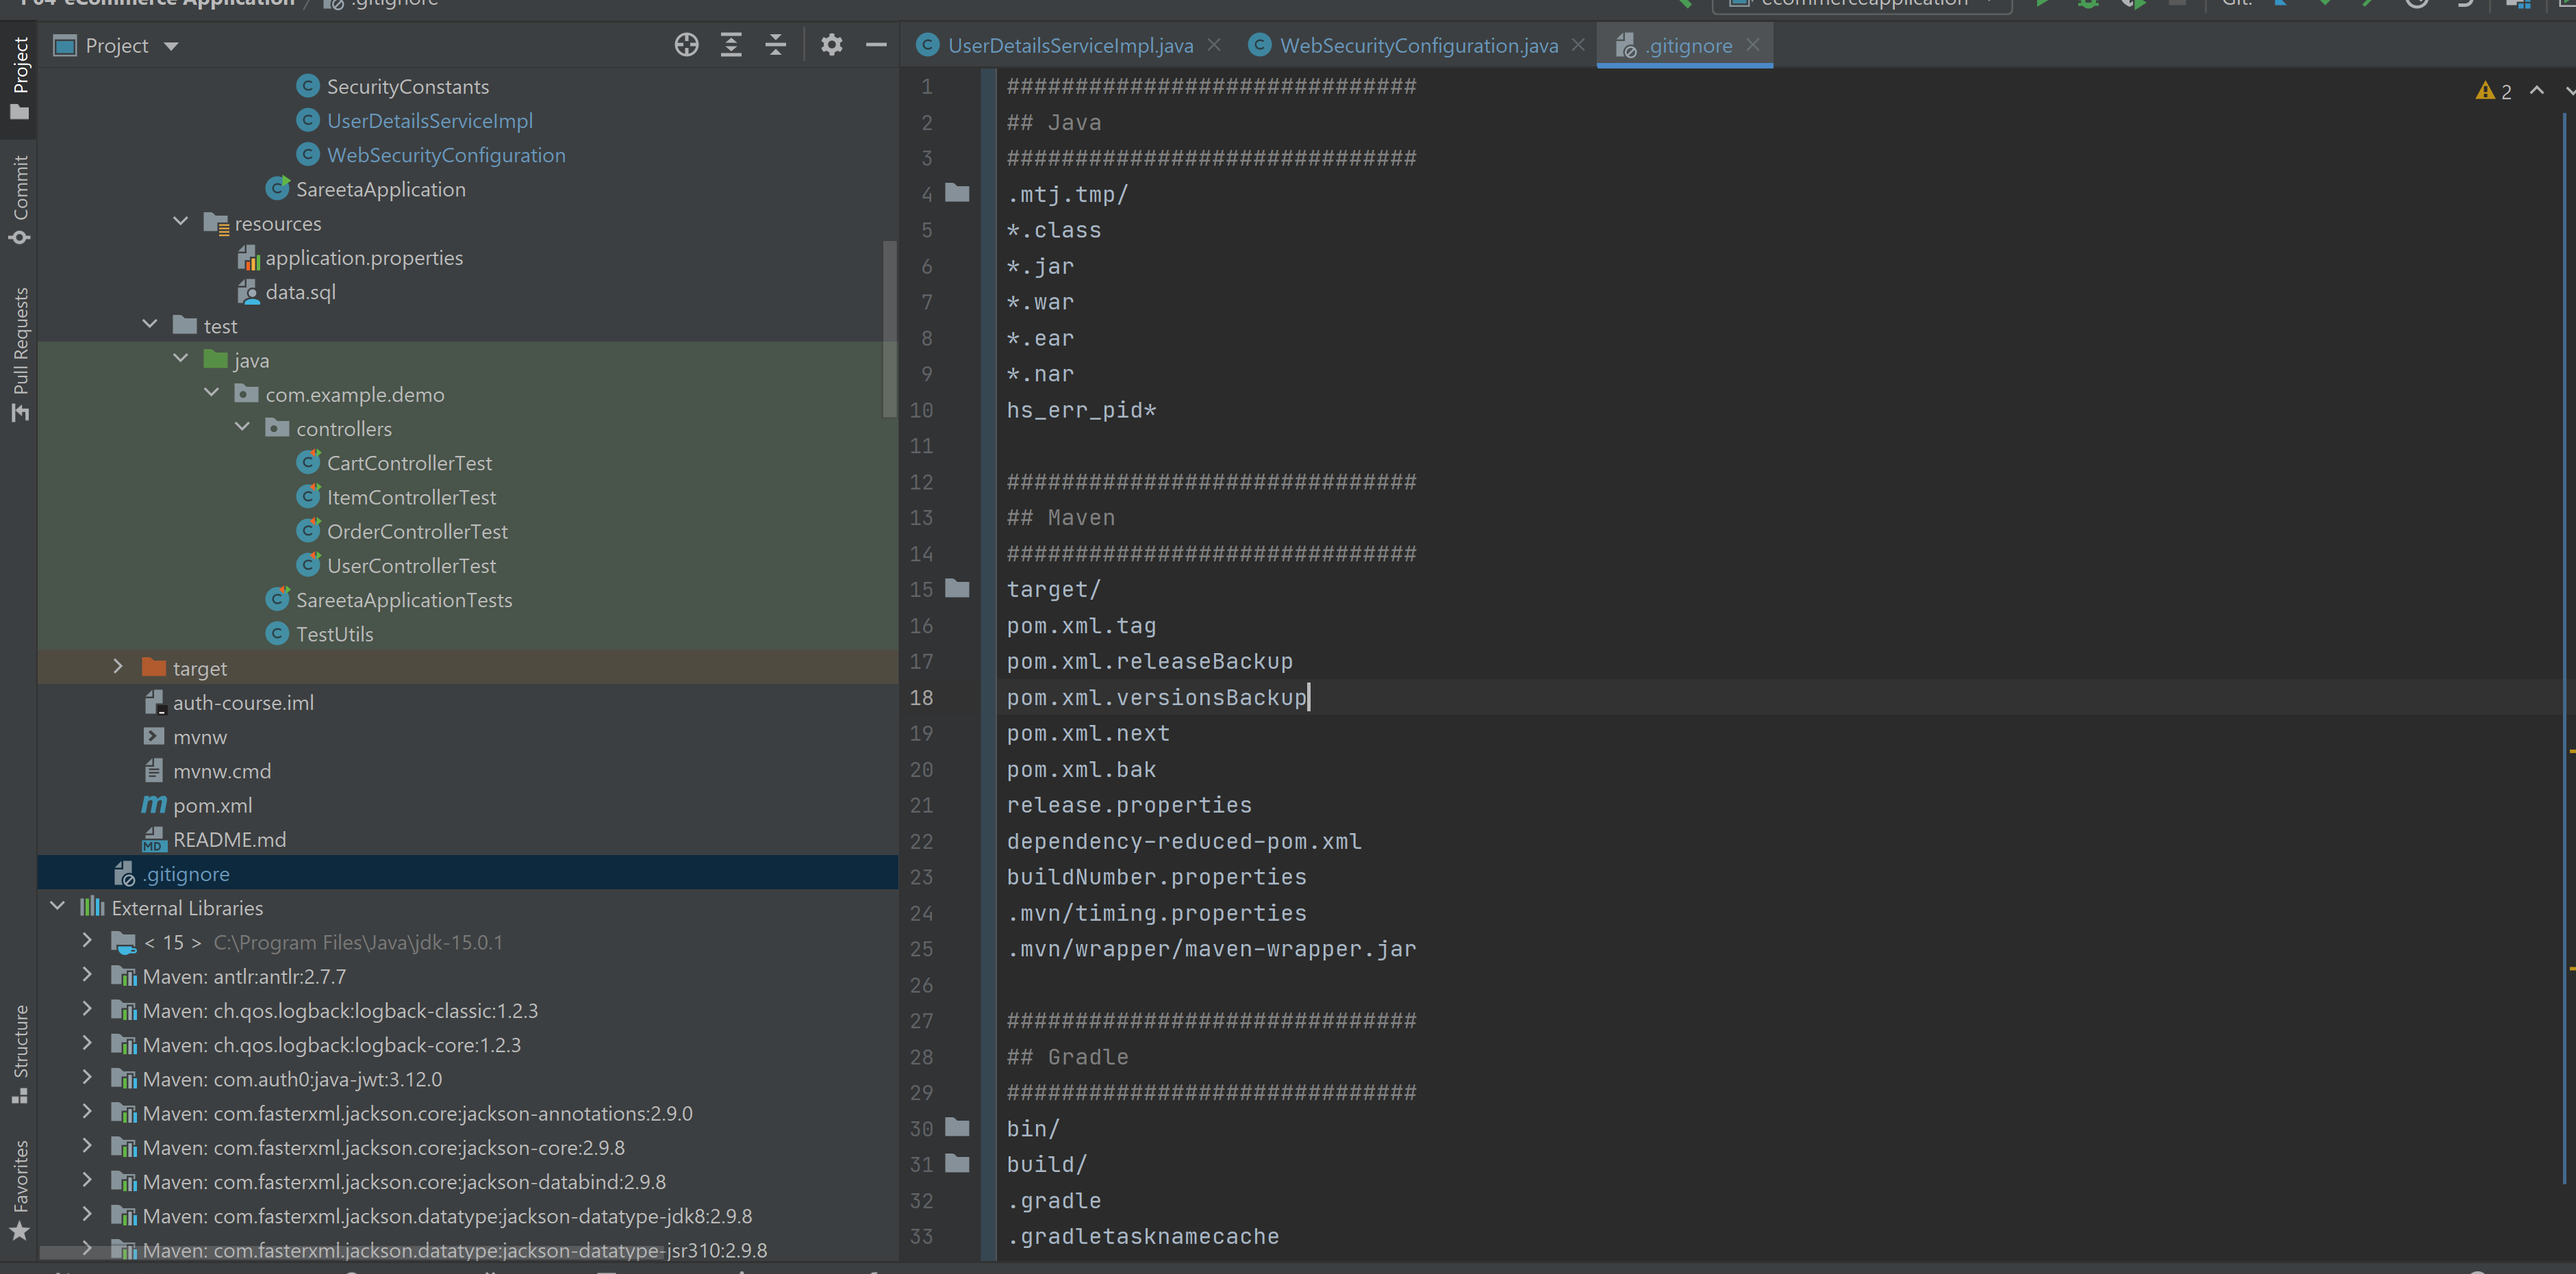 eCommerce Application / .gitignore
ecommerceapplication
Git:
Project
UserDetailsServiceImpl.java
WebSecurityConfiguration.java
.gitignore
Project
Commit
Pull Requests
Structure
Favorites
SecurityConstants
UserDetailsServiceImpl
WebSecurityConfiguration
SareetaApplication
resources
application.properties
data.sql
test
java
com.example.demo
controllers
CartControllerTest
ItemControllerTest
OrderControllerTest
UserControllerTest
SareetaApplicationTests
TestUtils
target
auth-course.iml
mvnw
mvnw.cmd
pom.xml
MD README.md
.gitignore
External Libraries
< 15 > C:\Program Files\Java\jdk-15.0.1
Maven: antlr:antlr:2.7.7
Maven: ch.qos.logback:logback-classic:1.2.3
Maven: ch.qos.logback:logback-core:1.2.3
Maven: com.auth0:java-jwt:3.12.0
Maven: com.fasterxml.jackson.core:jackson-annotations:2.9.0
Maven: com.fasterxml.jackson.core:jackson-core:2.9.8
Maven: com.fasterxml.jackson.core:jackson-databind:2.9.8
Maven: com.fasterxml.jackson.datatype:jackson-datatype-jdk8:2.9.8
Maven: com.fasterxml.jackson.datatype:jackson-datatype-jsr310:2.9.8
2
1 ##############################
2 ## Java
3 ##############################
4 .mtj.tmp/
5 *.class
6 *.jar
7 *.war
8 *.ear
9 *.nar
10 hs_err_pid*
11
12 ##############################
13 ## Maven
14 ##############################
15 target/
16 pom.xml.tag
17 pom.xml.releaseBackup
18 pom.xml.versionsBackup
19 pom.xml.next
20 pom.xml.bak
21 release.properties
22 dependency-reduced-pom.xml
23 buildNumber.properties
24 .mvn/timing.properties
25 .mvn/wrapper/maven-wrapper.jar
26
27 ##############################
28 ## Gradle
29 ##############################
30 bin/
31 build/
32 .gradle
33 .gradletasknamecache